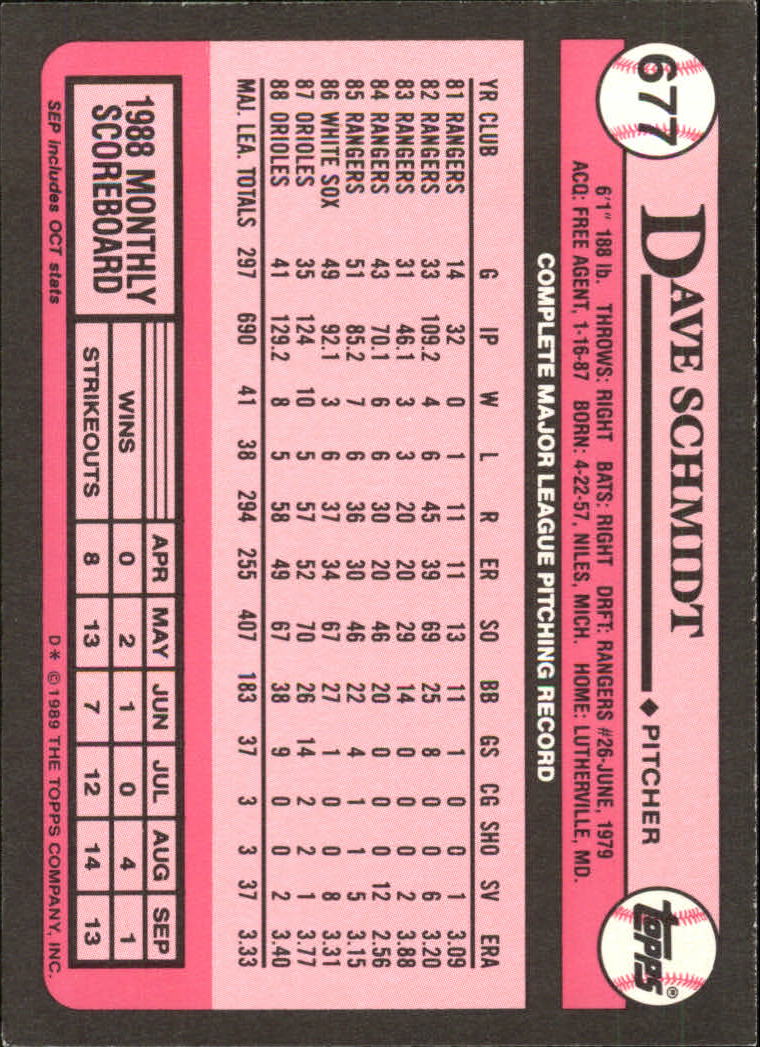 677
DAVE SCHMIDT ◆ PITCHER
topps®
6'1" 188 lb. THROWS: RIGHT BATS: RIGHT DRFT: RANGERS #26-JUNE, 1979
ACQ: FREE AGENT, 1-16-87 BORN: 4-22-57, NILES, MICH. HOME: LUTHERVILLE, MD.
COMPLETE MAJOR LEAGUE PITCHING RECORD
YR CLUB G IP W L R ER SO BB GS CG SHO SV ERA
81 RANGERS 14 32 0 1 11 11 13 11 1 0 0 1 3.09
82 RANGERS 33 109.2 4 6 45 39 69 25 8 0 0 6 3.20
83 RANGERS 31 46.1 3 3 20 20 29 14 0 0 0 2 3.88
84 RANGERS 43 70.1 6 6 30 20 46 20 0 0 0 12 2.56
85 RANGERS 51 85.2 7 6 36 30 46 22 4 1 1 5 3.15
86 WHITE SOX 49 92.1 3 6 37 34 67 27 1 0 0 8 3.31
87 ORIOLES 35 124 10 5 57 52 70 26 14 2 2 1 3.77
88 ORIOLES 41 129.2 8 5 58 49 67 38 9 0 0 2 3.40
MAJ. LEA. TOTALS 297 690 41 38 294 255 407 183 37 3 3 37 3.33
1988 MONTHLY
SCOREBOARD
APR MAY JUN JUL AUG SEP
WINS 0 2 1 0 4 1
STRIKEOUTS 8 13 7 12 14 13
SEP includes OCT stats
D* ©1989 THE TOPPS COMPANY, INC.